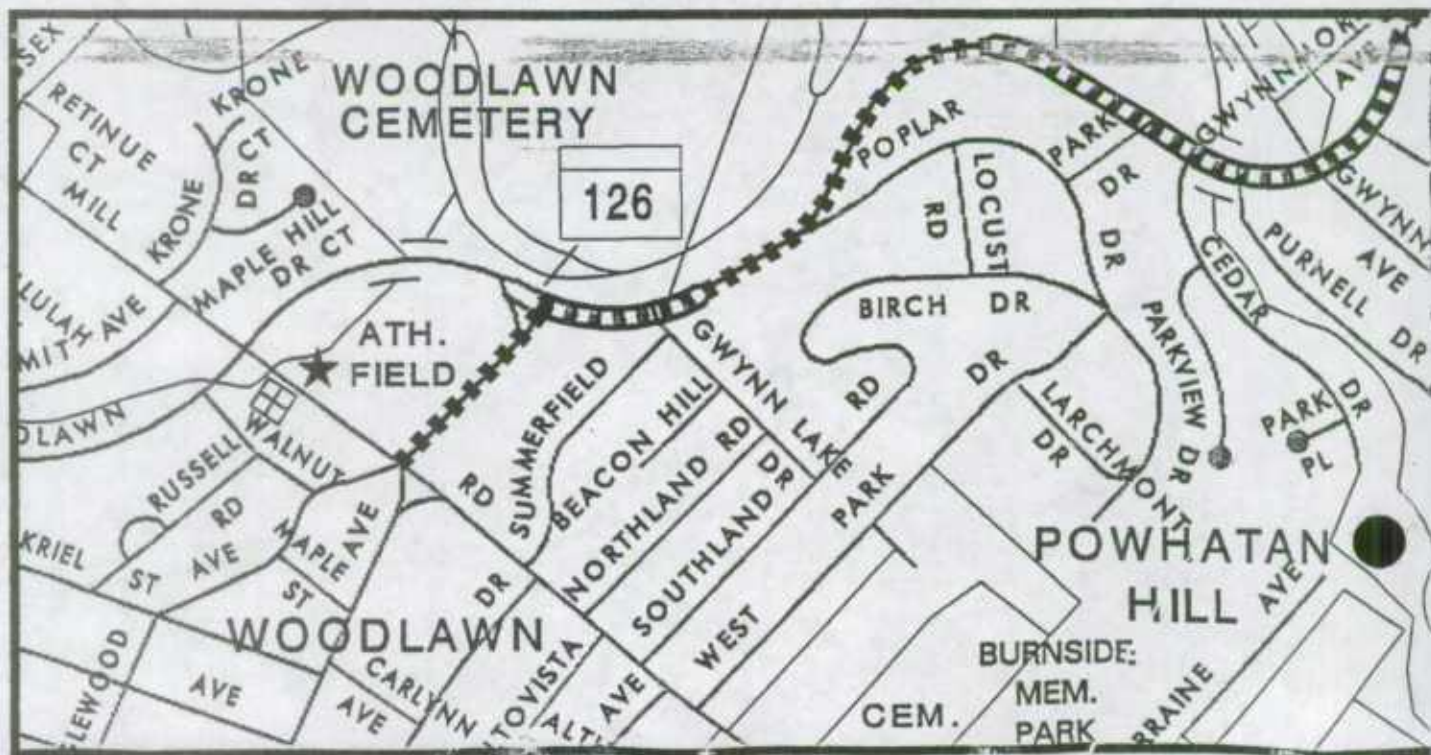 KRONE
RETINUE
CT
MILL
KRONE
DR CT
MAPLE HILL
DR CT
WOODLAWN
CEMETERY
126
POPLAR
PARK
DR
LOCUST
RD
DR
GWYNN
AVE
AVE
PURNELL
DR
CEDAR
DR
BIRCH DR
PARKVIEW DR
PARK
PL
LARCHMONT
DR
ATH.
FIELD
AVE
WALNUT
RUSSELL
RD
AVE
MAPLE
AVE
ST
ST
RD
SUMMERFIELD
BEACON HILL
GWYNN LAKE
DR
RD
NORTHLAND RD
SOUTHLAND
WEST PARK
DR
POWHATAN
HILL
AVE
WOODLAWN
DR
CARLYNN
AVE
AVE
AVE
CEM.
BURNSIDE
MEM.
PARK